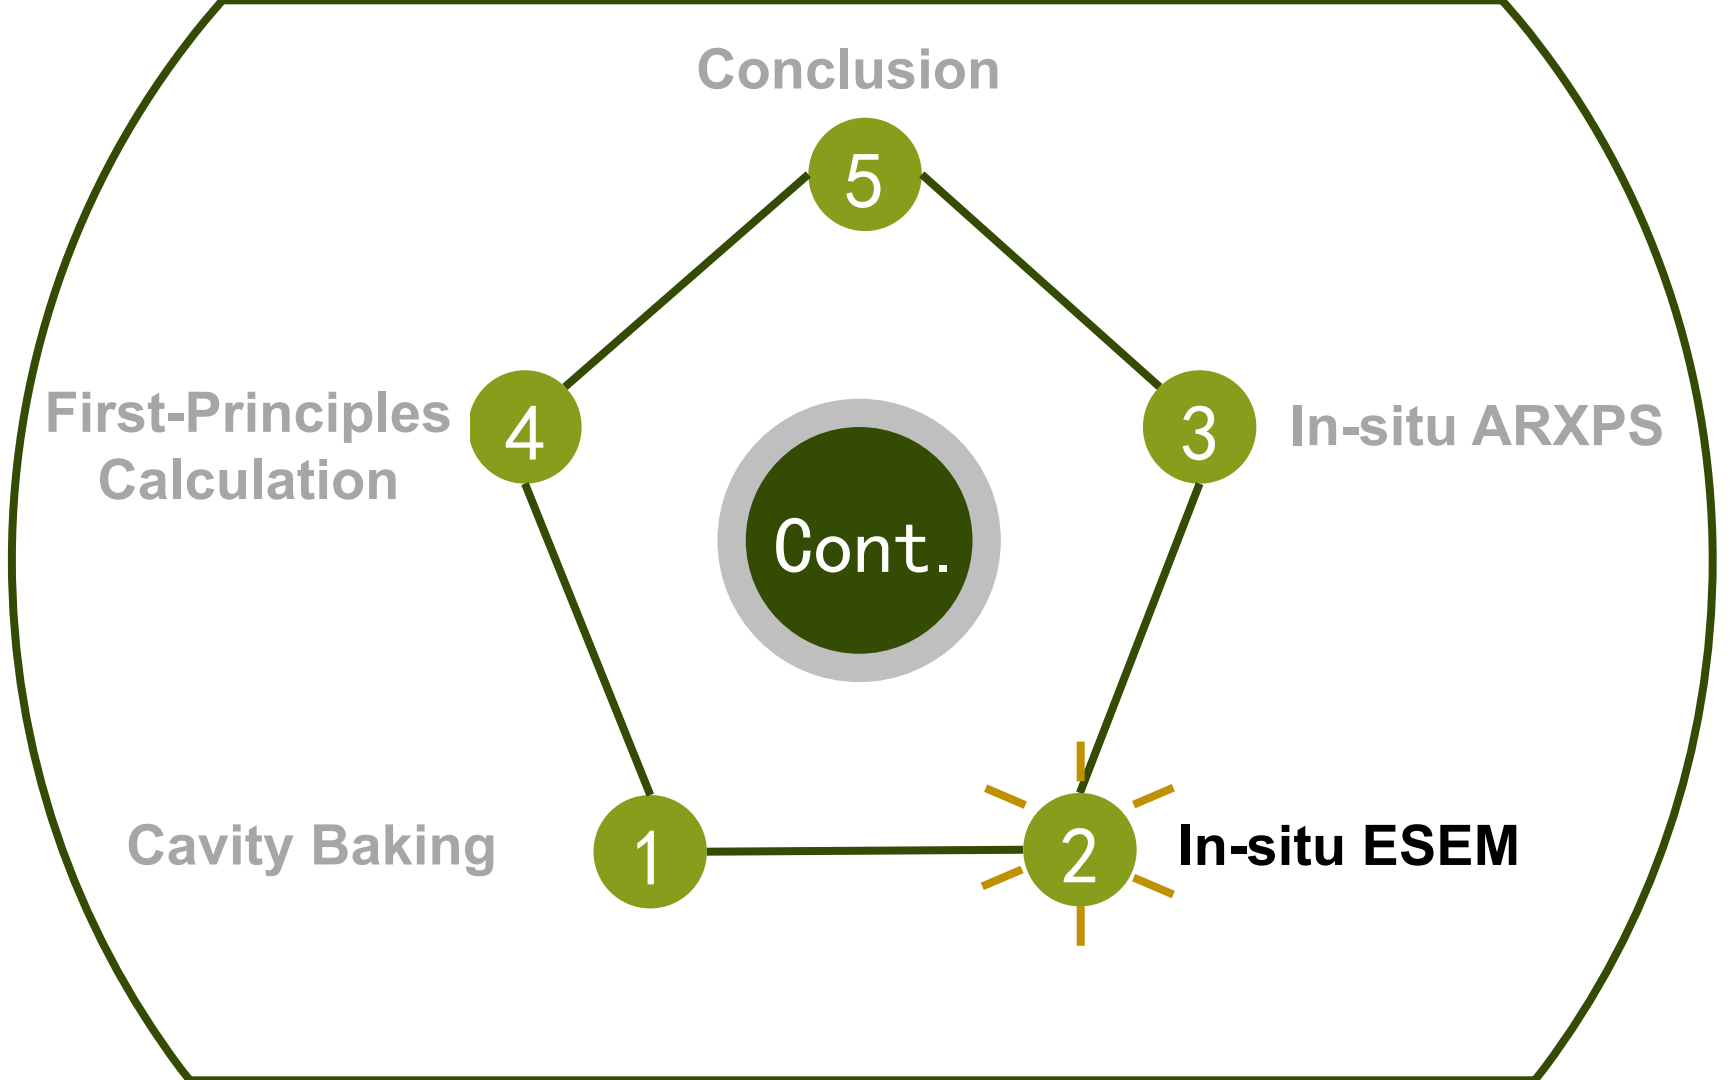 Conclusion
5
First-Principles
Calculation
4
3
In-situ ARXPS
Cont.
Cavity Baking
1
2
In-situ ESEM